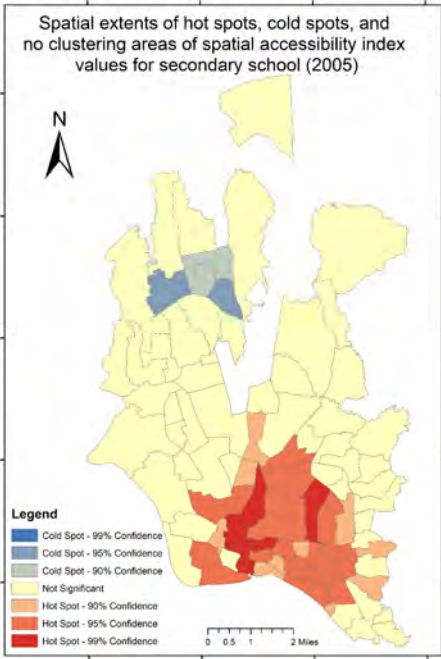 Spatial extents of hot spots, cold spots, and
no clustering areas of spatial accessibility index
values for secondary school (2005)
N
Legend
Cold Spot - 99% Confidence
Cold Spot - 95% Confidence
Cold Spot - 90% Confidence
Not Significant
Hot Spot - 90% Confidence
Hot Spot - 95% Confidence
Hot Spot - 99% Confidence
0 0.5 1 2 Miles